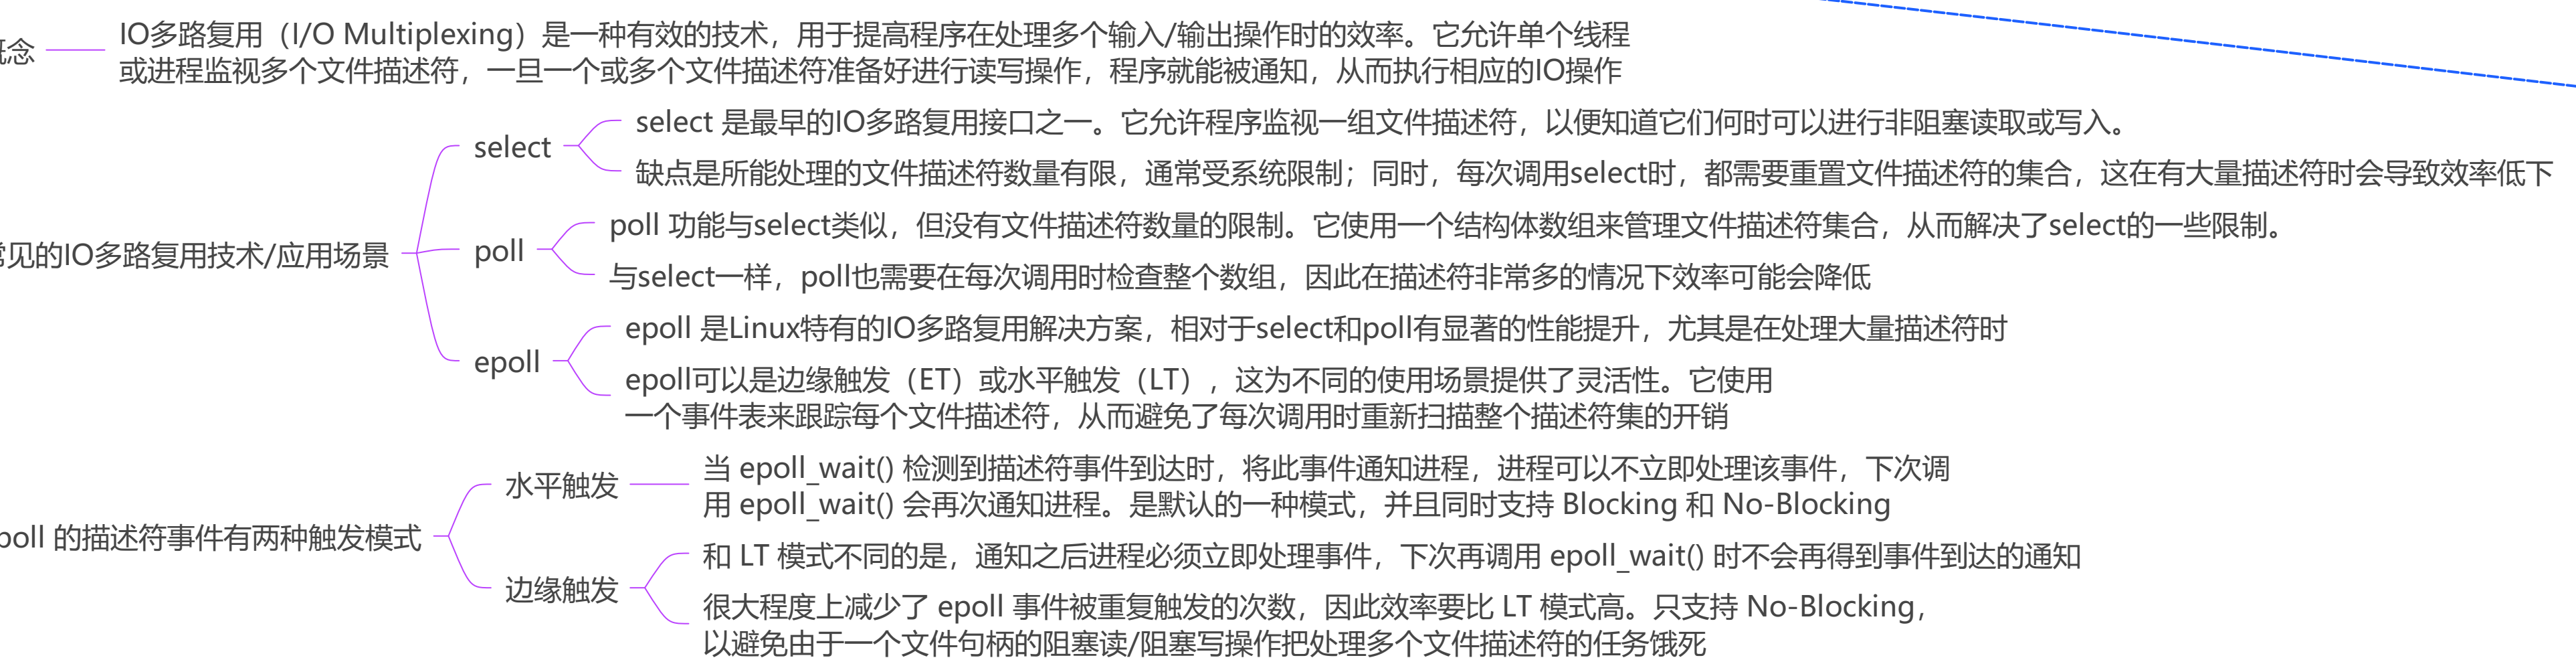 念
IO多路复用（I/O Multiplexing）是一种有效的技术，用于提高程序在处理多个输入/输出操作时的效率。它允许单个线程
或进程监视多个文件描述符，一旦一个或多个文件描述符准备好进行读写操作，程序就能被通知，从而执行相应的IO操作
见的IO多路复用技术/应用场景
select
select 是最早的IO多路复用接口之一。它允许程序监视一组文件描述符，以便知道它们何时可以进行非阻塞读取或写入。
缺点是所能处理的文件描述符数量有限，通常受系统限制；同时，每次调用select时，都需要重置文件描述符的集合，这在有大量描述符时会导致效率低下
poll
poll 功能与select类似，但没有文件描述符数量的限制。它使用一个结构体数组来管理文件描述符集合，从而解决了select的一些限制。
与select一样，poll也需要在每次调用时检查整个数组，因此在描述符非常多的情况下效率可能会降低
epoll
epoll 是Linux特有的IO多路复用解决方案，相对于select和poll有显著的性能提升，尤其是在处理大量描述符时
epoll可以是边缘触发（ET）或水平触发（LT），这为不同的使用场景提供了灵活性。它使用
一个事件表来跟踪每个文件描述符，从而避免了每次调用时重新扫描整个描述符集的开销
poll 的描述符事件有两种触发模式
水平触发
当 epoll_wait() 检测到描述符事件到达时，将此事件通知进程，进程可以不立即处理该事件，下次调
用 epoll_wait() 会再次通知进程。是默认的一种模式，并且同时支持 Blocking 和 No-Blocking
边缘触发
和 LT 模式不同的是，通知之后进程必须立即处理事件，下次再调用 epoll_wait() 时不会再得到事件到达的通知
很大程度上减少了 epoll 事件被重复触发的次数，因此效率要比 LT 模式高。只支持 No-Blocking，
以避免由于一个文件句柄的阻塞读/阻塞写操作把处理多个文件描述符的任务饿死